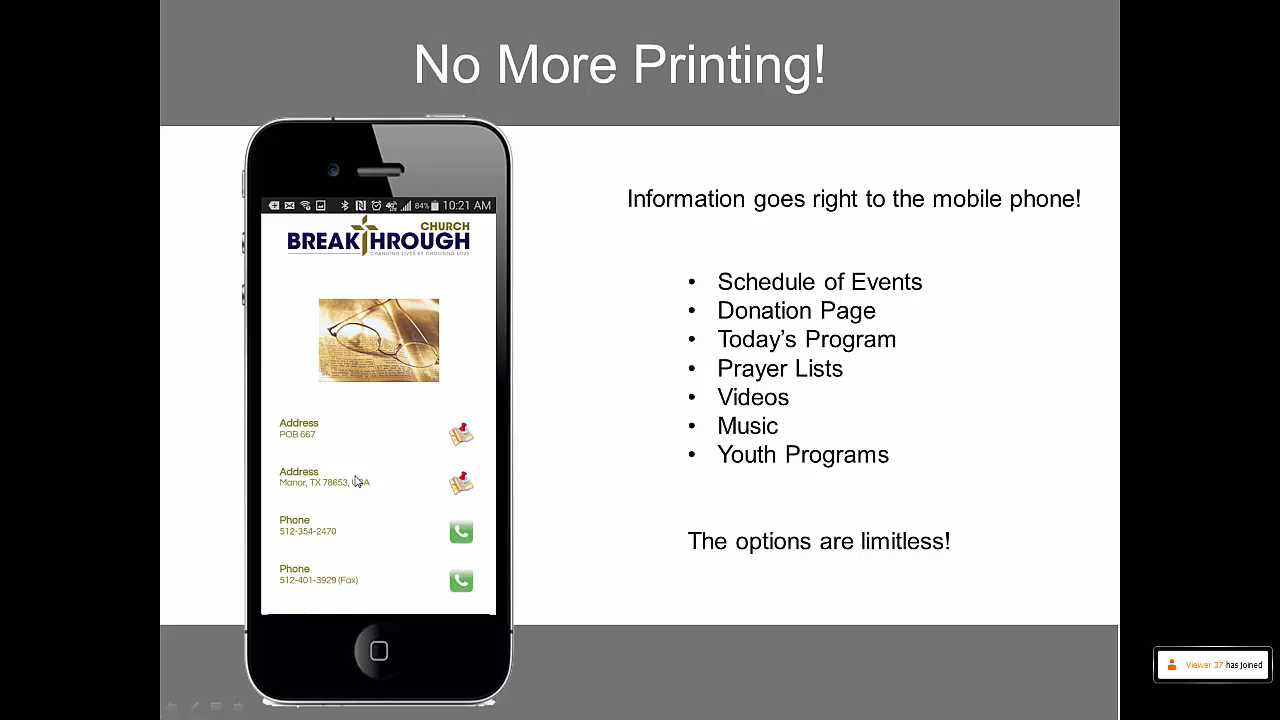 No More Printing!
84% 10:21 AM
CHURCH
BREAKTHROUGH
CHANGING LIVES BY CHOOSING LOVE
Address
POB 667
Address
Manor, TX 78653, USA
Phone
512-354-2470
Phone
512-401-3929 (Fax)
Information goes right to the mobile phone!
• Schedule of Events
• Donation Page
• Today’s Program
• Prayer Lists
• Videos
• Music
• Youth Programs
The options are limitless!
Viewer 37 has joined